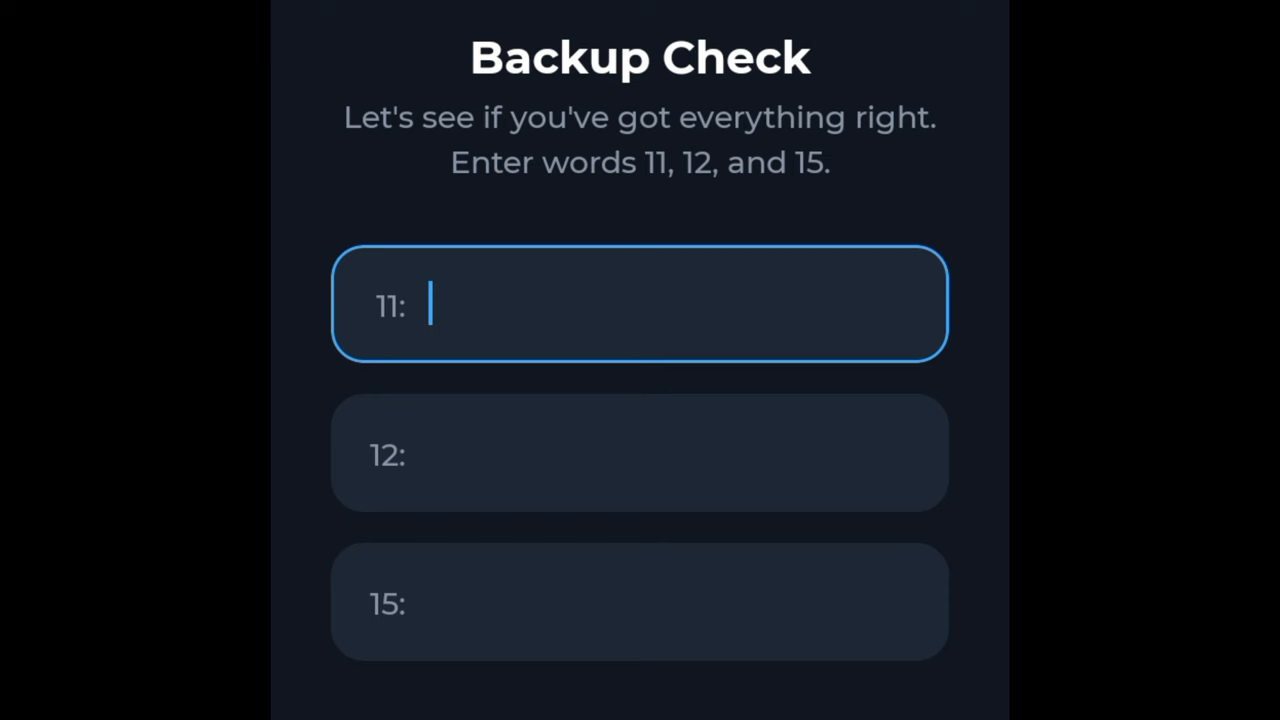 Backup Check
Let's see if you've got everything right.
Enter words 11, 12, and 15.
11:
12:
15: